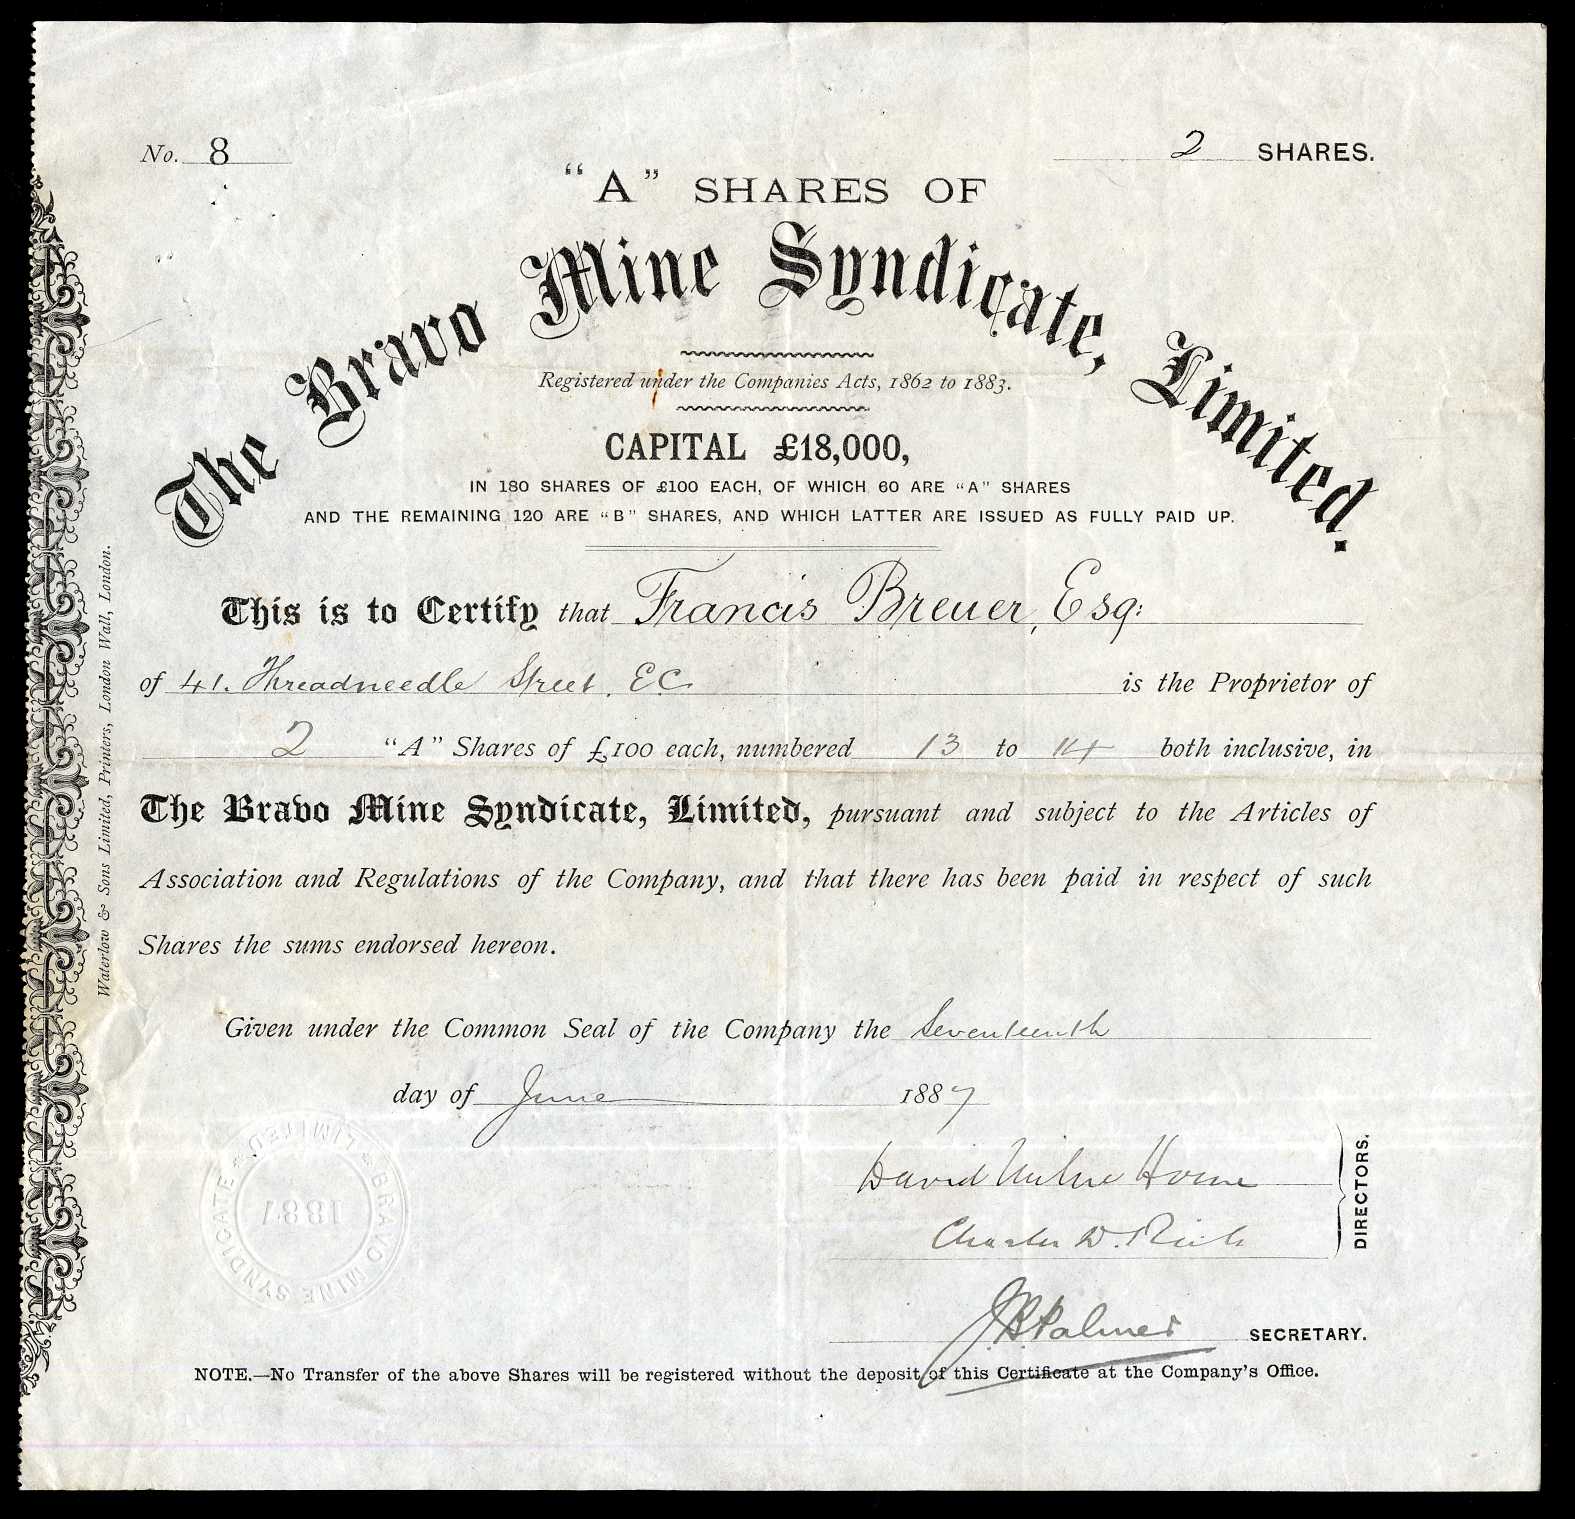 No. 8
2 SHARES.
"A" SHARES OF
The Bravo Mine Syndicate, Limited.
Registered under the Companies Acts, 1862 to 1883.
CAPITAL £18,000,
IN 180 SHARES OF £100 EACH, OF WHICH 60 ARE "A" SHARES
AND THE REMAINING 120 ARE "B" SHARES, AND WHICH LATTER ARE ISSUED AS FULLY PAID UP.
This is to Certify that Francis Breuer, Esq:
of 41. Threadneedle Street. EC. is the Proprietor of
2 "A" Shares of £100 each, numbered 13 to 14 both inclusive, in
The Bravo Mine Syndicate, Limited, pursuant and subject to the Articles of
Association and Regulations of the Company, and that there has been paid in respect of such
Shares the sums endorsed hereon.
Given under the Common Seal of the Company the Seventeenth
day of June 1887
David Milne Home
Charles W. 
DIRECTORS.
J.B. Palmer SECRETARY.
BRAVO MINE SYNDICATE LIMITED
1887
NOTE.—No Transfer of the above Shares will be registered without the deposit of this Certificate at the Company's Office.
Waterlow & Sons Limited, Printers, London Wall, London.